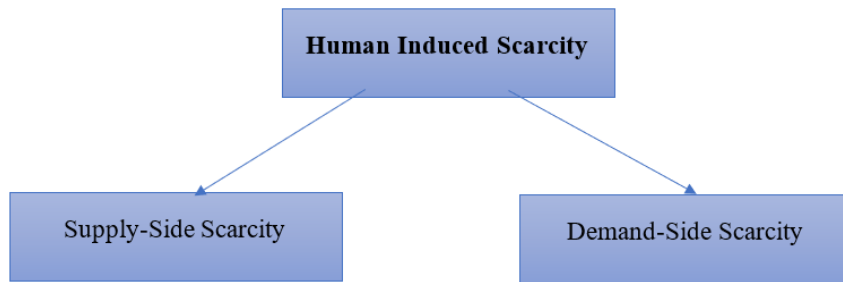 Human Induced Scarcity
Supply-Side Scarcity
Demand-Side Scarcity